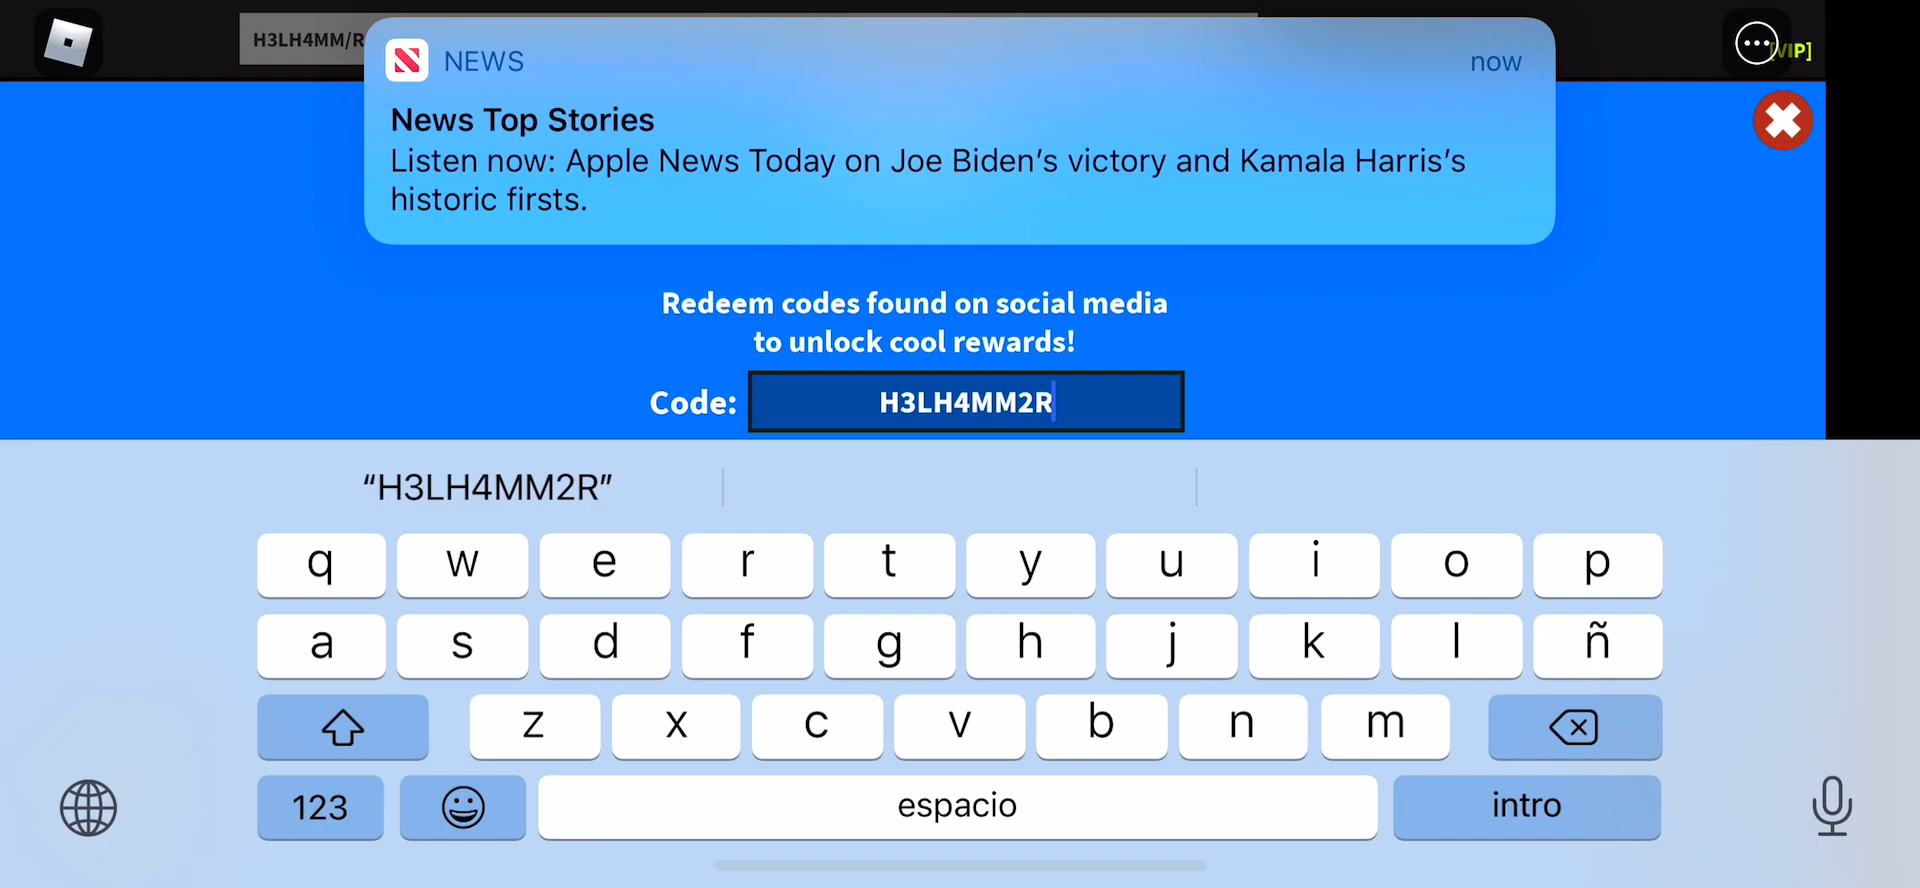 H3LH4MM/R
NEWS
now
[VIP]
News Top Stories
Listen now: Apple News Today on Joe Biden’s victory and Kamala Harris’s
historic firsts.
Redeem codes found on social media
to unlock cool rewards!
Code: H3LH4MM2R
“H3LH4MM2R”
q w e r t y u i o p
a s d f g h j k l ñ
z x c v b n m
123 espacio intro